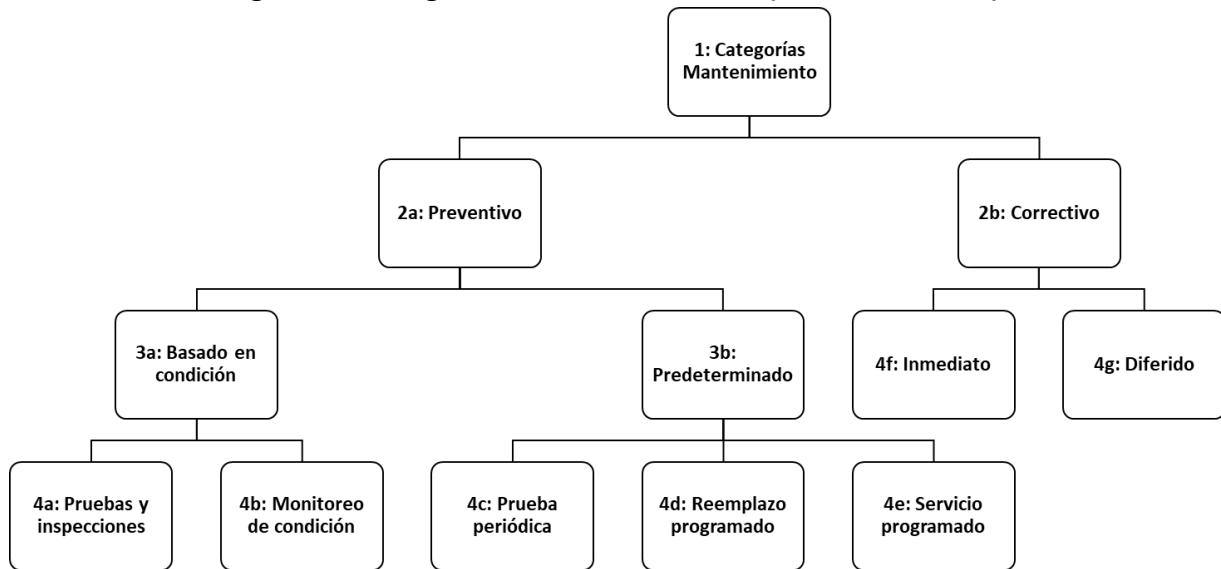 1: Categorías
Mantenimiento
2a: Preventivo
2b: Correctivo
3a: Basado en
condición
3b:
Predeterminado
4f: Inmediato
4g: Diferido
4a: Pruebas y
inspecciones
4b: Monitoreo
de condición
4c: Prueba
periódica
4d: Reemplazo
programado
4e: Servicio
programado